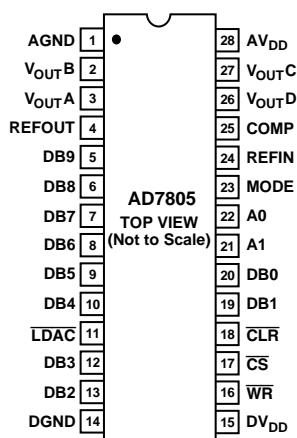 AGND 1 28 AVDD
VOUTB 2 27 VOUTC
VOUTA 3 26 VOUTD
REFOUT 4 25 COMP
DB9 5 24 REFIN
DB8 6 23 MODE
AD7805
DB7 7 22 A0
TOP VIEW
DB6 8 21 A1
(Not to Scale)
DB5 9 20 DB0
DB4 10 19 DB1
LDAC 11 18 CLR
DB3 12 17 CS
DB2 13 16 WR
DGND 14 15 DVDD